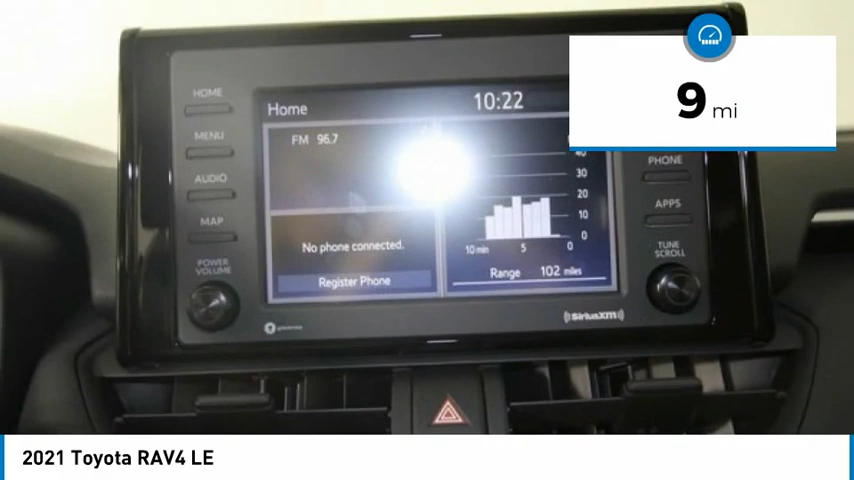 HOME
MENU
AUDIO
MAP
POWER
VOLUME
Home
10:22
FM 96.7
No phone connected.
Register Phone
40
30
20
10
0
10 min 5 0
Range 102 miles
PHONE
APPS
TUNE
SCROLL
((SiriusXM))
9 mi
2021 Toyota RAV4 LE